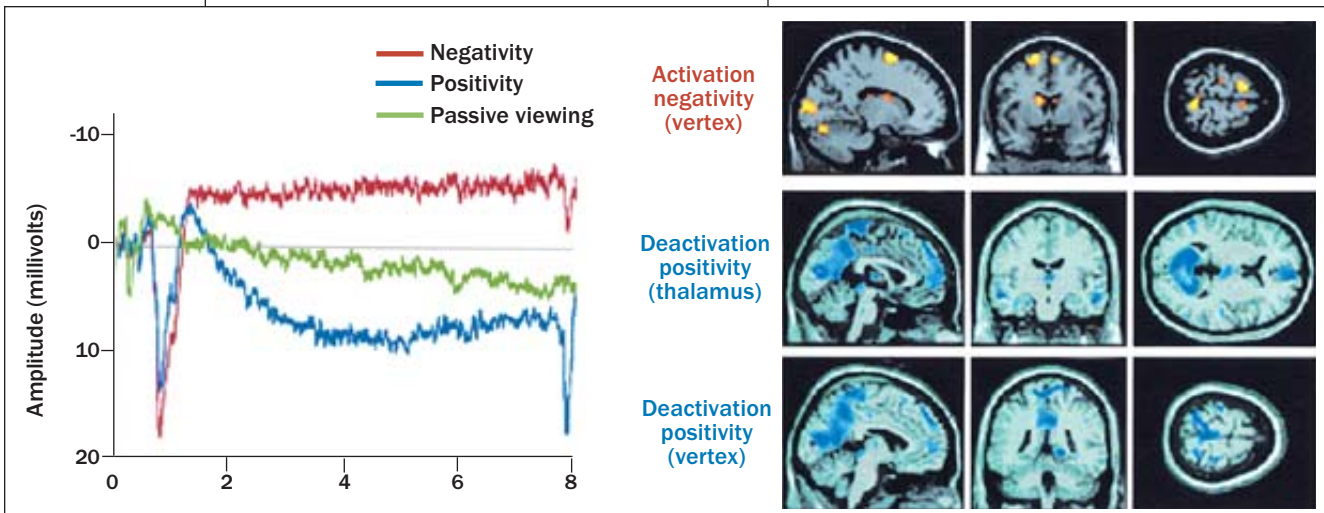 Negativity
Positivity
Passive viewing
Amplitude (millivolts)
-10
0
10
20
0
2
4
6
8
Activation
negativity
(vertex)
Deactivation
positivity
(thalamus)
Deactivation
positivity
(vertex)